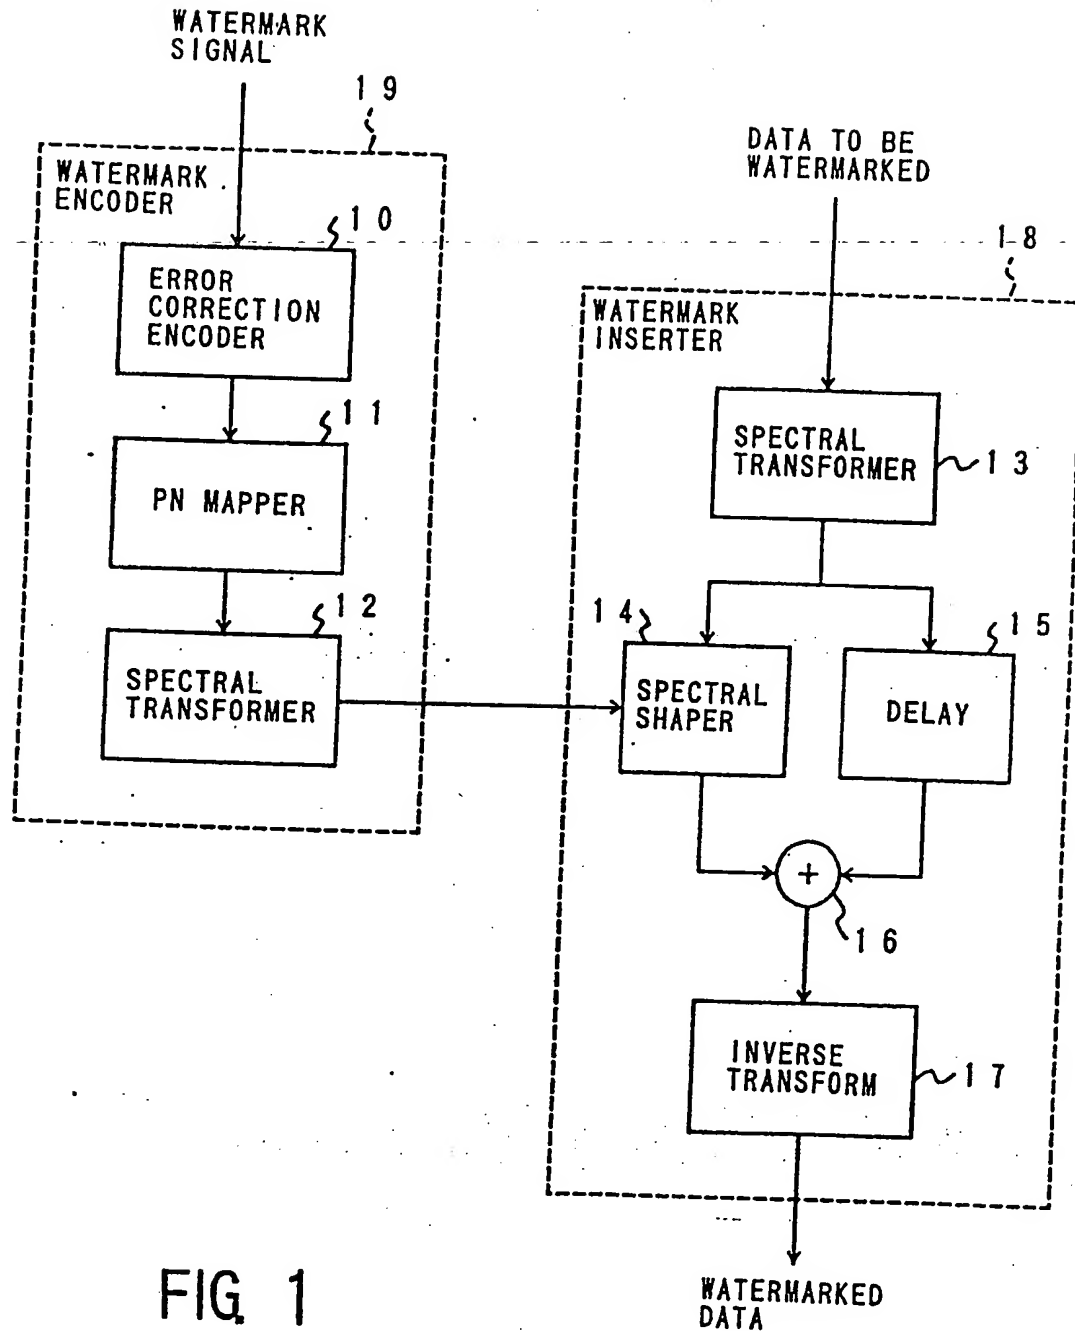 WATERMARK
SIGNAL
19
WATERMARK
ENCODER
10
ERROR
CORRECTION
ENCODER
11
PN MAPPER
12
SPECTRAL
TRANSFORMER
DATA TO BE
WATERMARKED
18
WATERMARK
INSERTER
SPECTRAL
TRANSFORMER
13
14
SPECTRAL
SHAPER
15
DELAY
+
16
INVERSE
TRANSFORM
17
WATERMARKED
DATA
FIG. 1